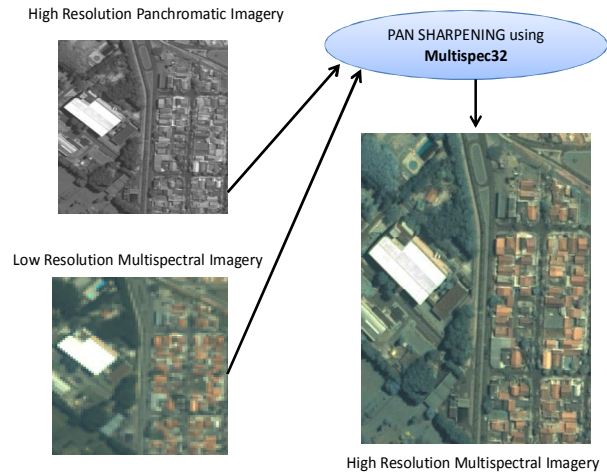 High Resolution Panchromatic Imagery
PAN SHARPENING using
Multispec32
Low Resolution Multispectral Imagery
High Resolution Multispectral Imagery